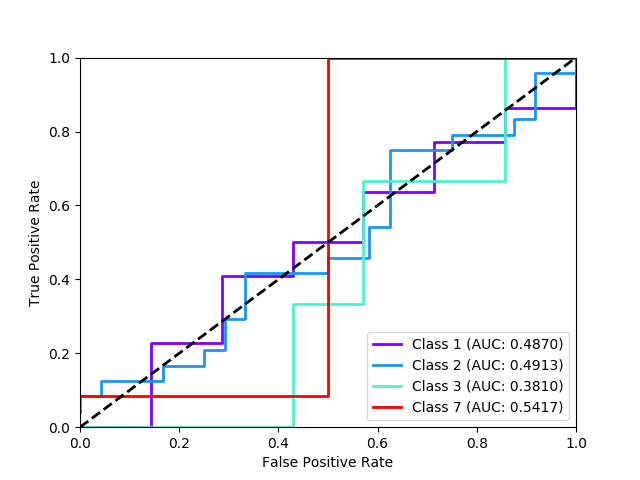 1.0
0.8
0.6
0.4
0.2
0.0
True Positive Rate
Class 1 (AUC: 0.4870)
Class 2 (AUC: 0.4913)
Class 3 (AUC: 0.3810)
Class 7 (AUC: 0.5417)
0.0 0.2 0.4 0.6 0.8 1.0
False Positive Rate